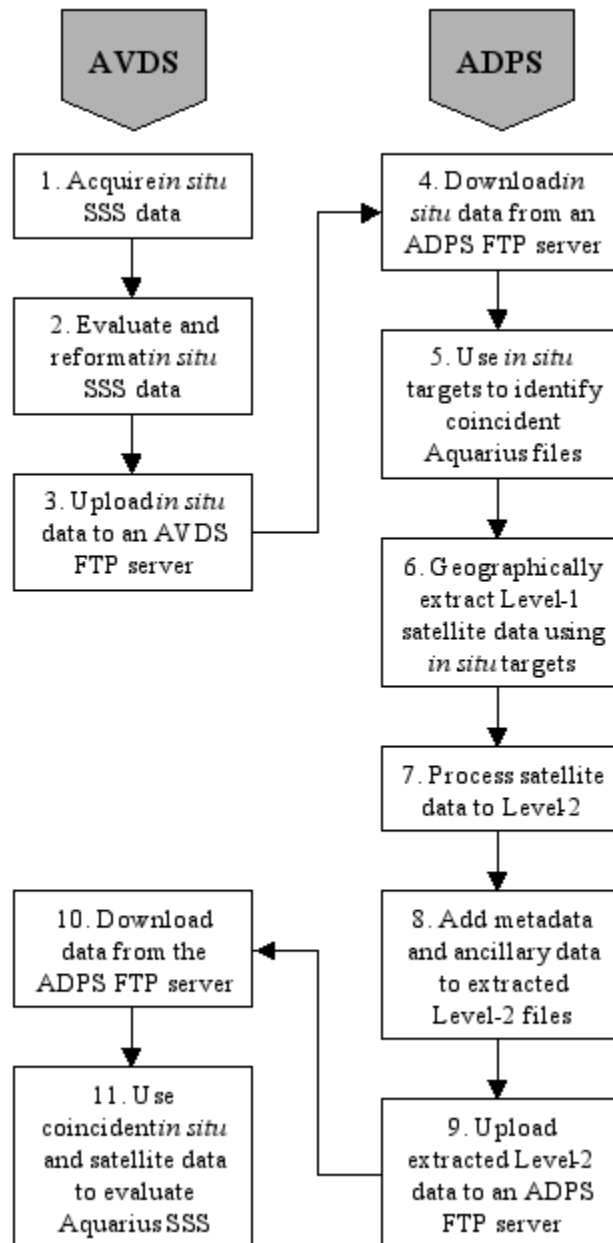 AVDS
ADPS
1. Acquire in situ
SSS data
2. Evaluate and
reformat in situ
SSS data
3. Upload in situ
data to an AVDS
FTP server
4. Download in
situ data from an
ADPS FTP server
5. Use in situ
targets to identify
coincident
Aquarius files
6. Geographically
extract Level-1
satellite data using
in situ targets
7. Process satellite
data to Level-2
8. Add metadata
and ancillary data
to extracted
Level-2 files
9. Upload
extracted Level-2
data to an ADPS
FTP server
10. Download
data from the
ADPS FTP server
11. Use
coincident in situ
and satellite data
to evaluate
Aquarius SSS